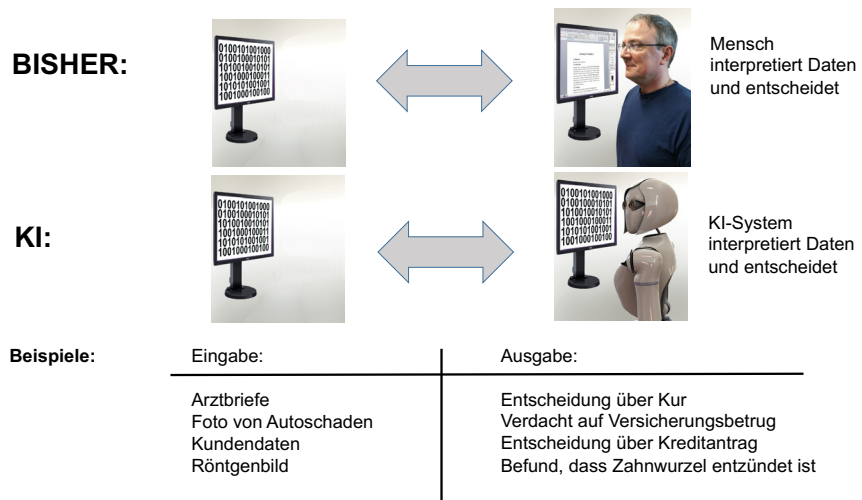 BISHER:
010010101001000
Mensch
interpretiert Daten
und entscheidet
KI:
KI-System
interpretiert Daten
und entscheidet
Beispiele:
Eingabe:
Ausgabe:
Arztbriefe
Entscheidung über Kur
Foto von Autoschaden
Verdacht auf Versicherungsbetrug
Kundendaten
Entscheidung über Kreditantrag
Röntgenbild
Befund, dass Zahnwurzel entzündet ist